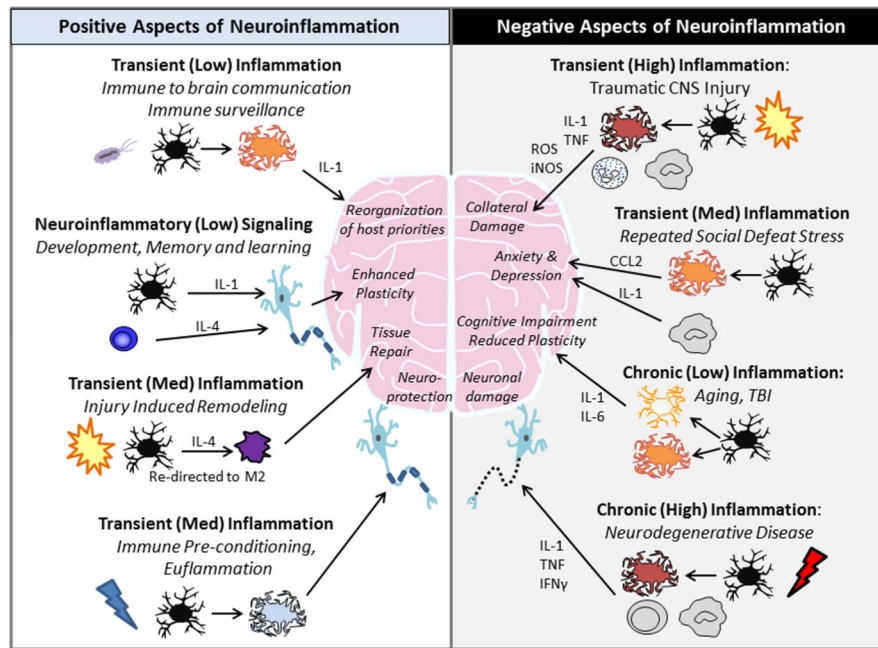 Positive Aspects of Neuroinflammation
Transient (Low) Inflammation
Immune to brain communication
Immune surveillance
IL-1
Reorganization
of host priorities
Neuroinflammatory (Low) Signaling
Development, Memory and learning
IL-1
IL-4
Enhanced
Plasticity
Tissue
Repair
Transient (Med) Inflammation
Injury Induced Remodeling
IL-4
Re-directed to M2
Neuro-
protection
Transient (Med) Inflammation
Immune Pre-conditioning,
Euflammation
Negative Aspects of Neuroinflammation
Transient (High) Inflammation:
Traumatic CNS Injury
IL-1
TNF
ROS
iNOS
Collateral
Damage
Transient (Med) Inflammation
Repeated Social Defeat Stress
CCL2
IL-1
Anxiety &
Depression
Cognitive Impairment
Reduced Plasticity
Chronic (Low) Inflammation:
Aging, TBI
IL-1
IL-6
Neuronal
damage
Chronic (High) Inflammation:
Neurodegenerative Disease
IL-1
TNF
IFNγ